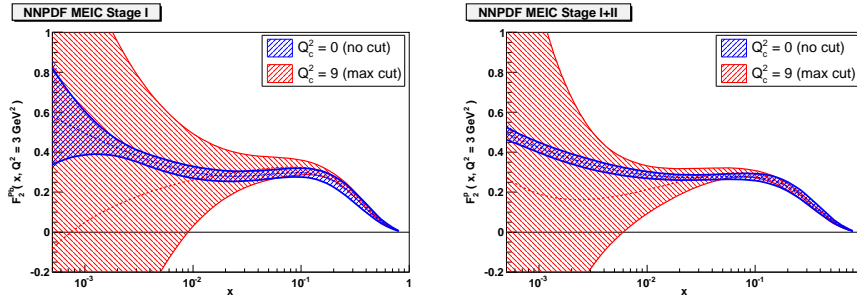 NNPDF MEIC Stage I
Q_c^2 = 0 (no cut)
Q_c^2 = 9 (max cut)
F_2^Pb ( x, Q^2 = 3 GeV^2 )
1
0.8
0.6
0.4
0.2
0
-0.2
10^-3
10^-2
10^-1
1
x
NNPDF MEIC Stage I+II
Q_c^2 = 0 (no cut)
Q_c^2 = 9 (max cut)
F_2^p ( x, Q^2 = 3 GeV^2 )
1
0.8
0.6
0.4
0.2
0
-0.2
10^-3
10^-2
10^-1
x